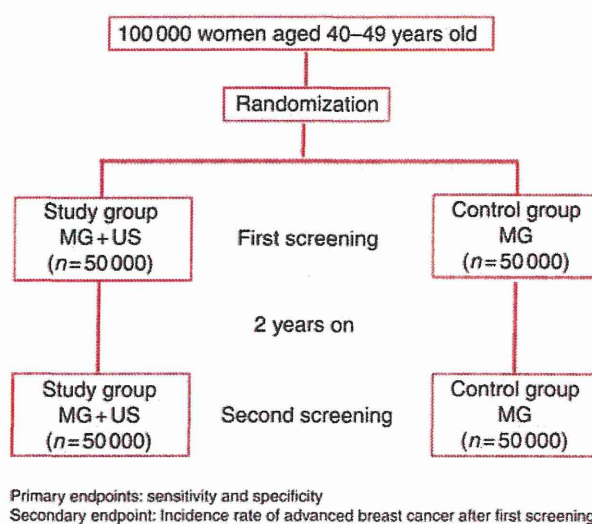 100 000 women aged 40–49 years old
Randomization
Study group
MG + US
(n = 50 000)
First screening
Control group
MG
(n = 50 000)
2 years on
Study group
MG + US
(n = 50 000)
Second screening
Control group
MG
(n = 50 000)
Primary endpoints: sensitivity and specificity
Secondary endpoint: Incidence rate of advanced breast cancer after first screening